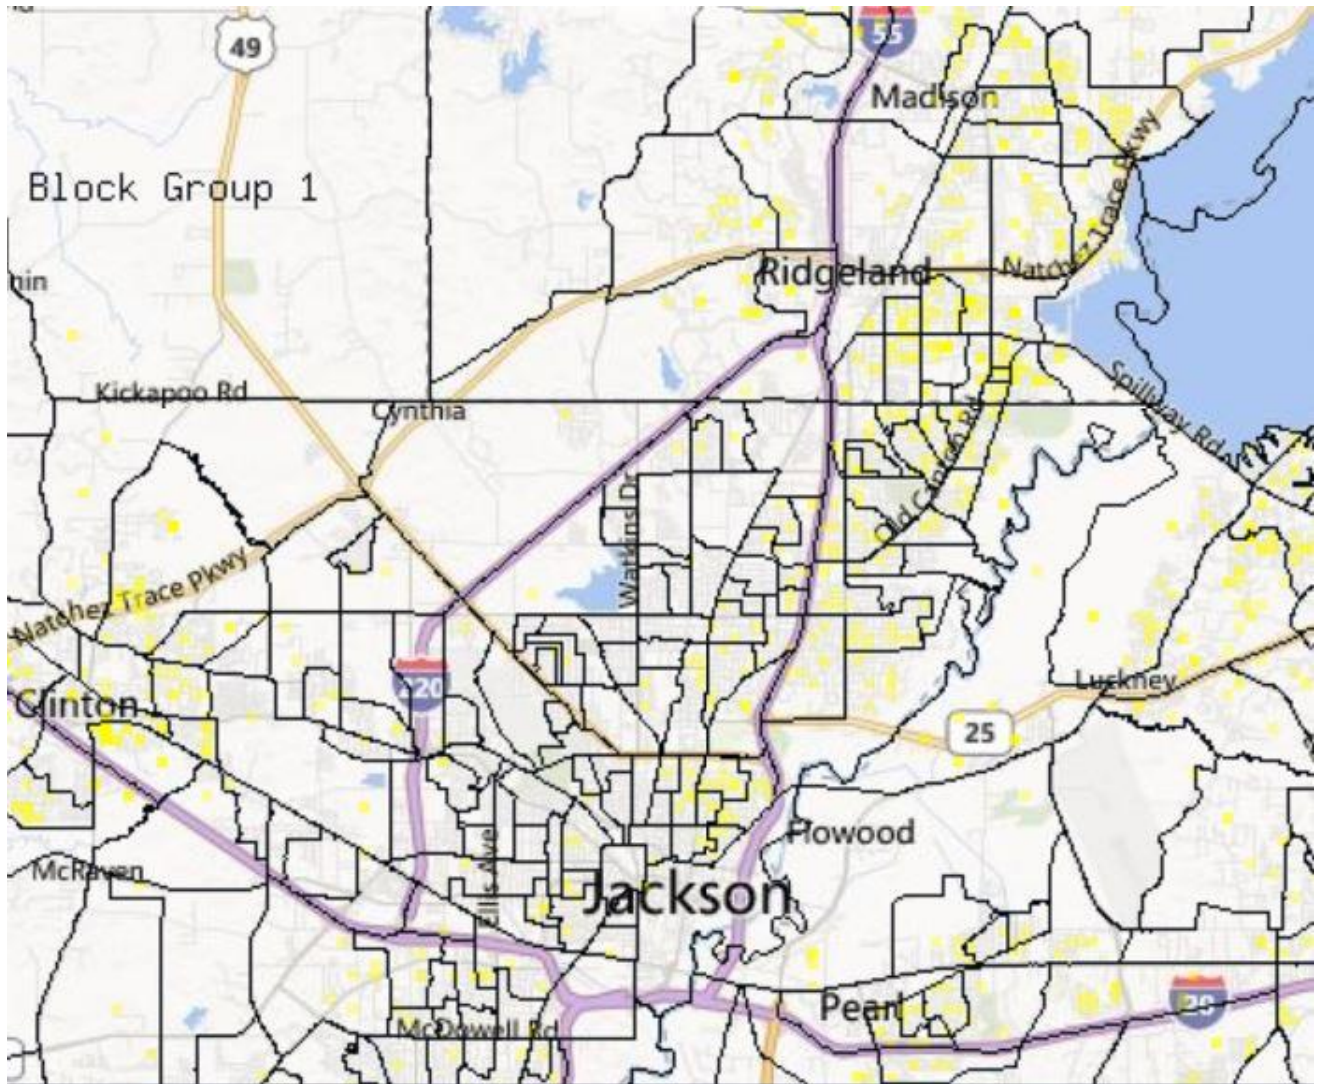 49
55
Madison
Block Group 1
Natchez Trace Pkwy
Ridgeland
Kickapoo Rd
Cynthia
Spillway Rd
Old Canton Rd
Watkins Dr
Natchez Trace Pkwy
Clinton
220
Luckney
25
Flowood
McRaven
Ellis Ave
Jackson
Pearl
20
McDowell Rd